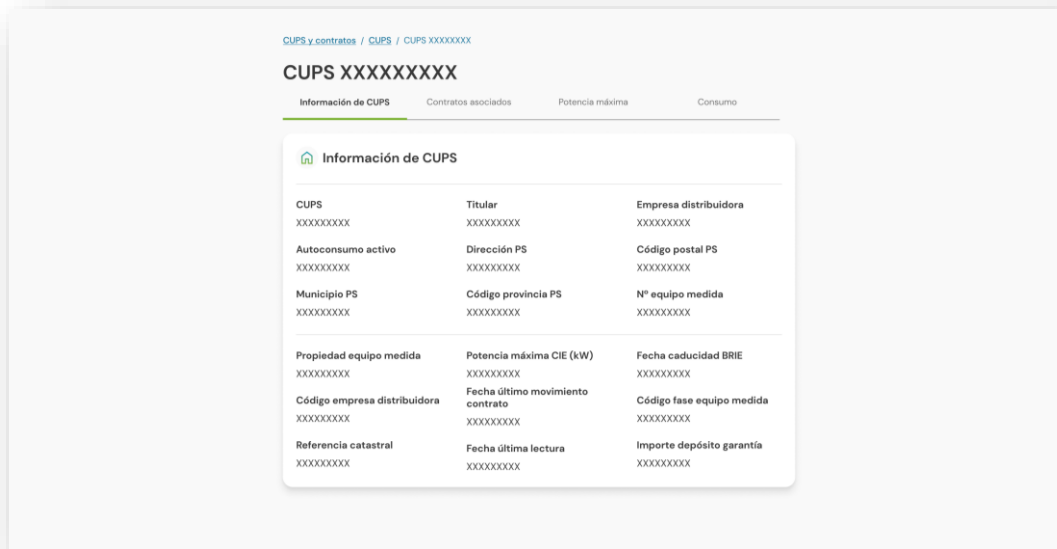 CUPS y contratos / CUPS / CUPS XXXXXXXX
CUPS XXXXXXXXX
Información de CUPS Contratos asociados Potencia máxima Consumo
Información de CUPS
CUPS Titular Empresa distribuidora
XXXXXXXXX XXXXXXXXX XXXXXXXXX
Autoconsumo activo Dirección PS Código postal PS
XXXXXXXXX XXXXXXXXX XXXXXXXXX
Municipio PS Código provincia PS Nº equipo medida
XXXXXXXXX XXXXXXXXX XXXXXXXXX
Propiedad equipo medida Potencia máxima CIE (kW) Fecha caducidad BRIE
XXXXXXXXX XXXXXXXXX XXXXXXXXX
Código empresa distribuidora Fecha último movimiento contrato Código fase equipo medida
XXXXXXXXX XXXXXXXXX XXXXXXXXX
Referencia catastral Fecha última lectura Importe depósito garantía
XXXXXXXXX XXXXXXXXX XXXXXXXXX